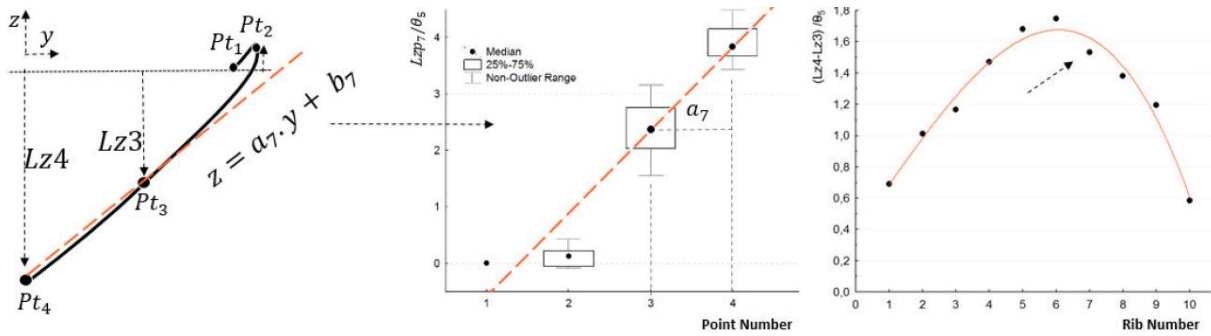 z
y
Pt₁
Pt₂
Lz4
Lz3
Pt₃
Pt₄
z = a₇. y + b₇
Lzp₇/θ₅
4
3
2
1
0
Median
25%-75%
Non-Outlier Range
a₇
1
2
3
4
Point Number
(Lz4-Lz3) /θ₅
1,8
1,6
1,4
1,2
1,0
0,8
0,6
0,4
0,2
0,0
0
1
2
3
4
5
6
7
8
9
10
Rib Number